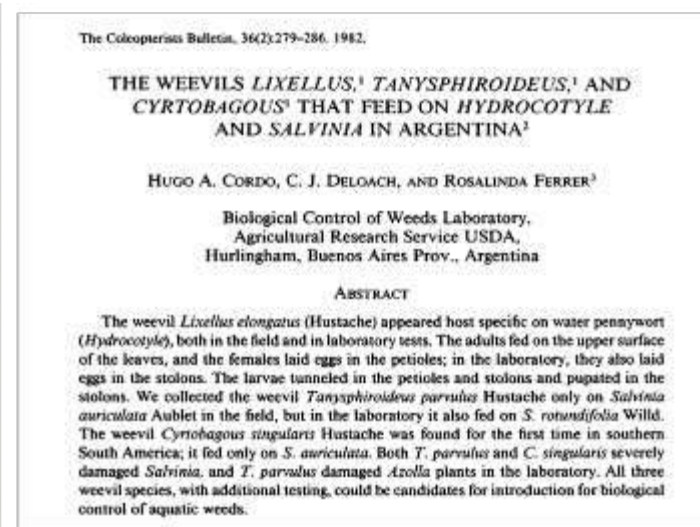 The Coleopterists Bulletin, 36(2):279–286. 1982.
THE WEEVILS LIXELLUS,¹ TANYSPHIROIDEUS,¹ AND
CYRTOBAGOUS¹ THAT FEED ON HYDROCOTYLE
AND SALVINIA IN ARGENTINA²
HUGO A. CORDO, C. J. DELOACH, AND ROSALINDA FERRER³
Biological Control of Weeds Laboratory,
Agricultural Research Service USDA,
Hurlingham, Buenos Aires Prov., Argentina
ABSTRACT
The weevil Lixellus elongatus (Hustache) appeared host specific on water pennywort
(Hydrocotyle), both in the field and in laboratory tests. The adults fed on the upper surface
of the leaves, and the females laid eggs in the petioles; in the laboratory, they also laid
eggs in the stolons. The larvae tunneled in the petioles and stolons and pupated in the
stolons. We collected the weevil Tanysphiroideus parvulus Hustache only on Salvinia
auriculata Aublet in the field, but in the laboratory it also fed on S. rotundifolia Willd.
The weevil Cyrtobagous singularis Hustache was found for the first time in southern
South America; it fed only on S. auriculata. Both T. parvulus and C. singularis severely
damaged Salvinia, and T. parvulus damaged Azolla plants in the laboratory. All three
weevil species, with additional testing, could be candidates for introduction for biological
control of aquatic weeds.